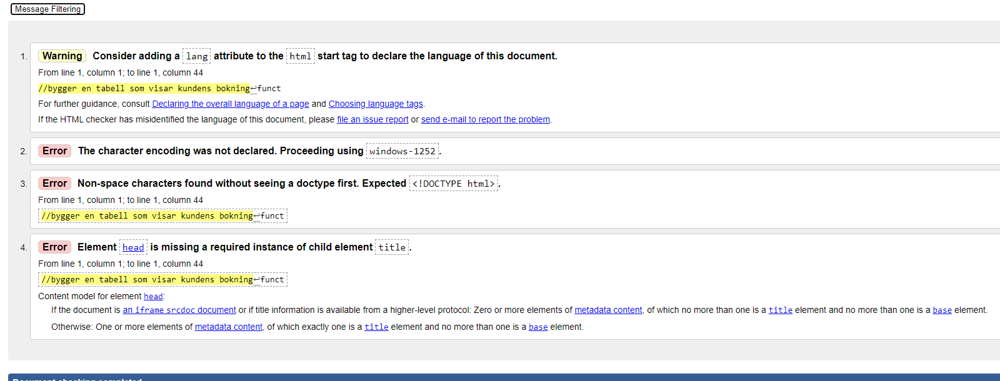 Message Filtering
1. Warning Consider adding a lang attribute to the html start tag to declare the language of this document.
From line 1, column 1; to line 1, column 44
//bygger en tabell som visar kundens bokning↩funct
For further guidance, consult Declaring the overall language of a page and Choosing language tags.
If the HTML checker has misidentified the language of this document, please file an issue report or send e-mail to report the problem.
2. Error The character encoding was not declared. Proceeding using windows-1252.
3. Error Non-space characters found without seeing a doctype first. Expected <!DOCTYPE html>.
From line 1, column 1; to line 1, column 44
//bygger en tabell som visar kundens bokning↩funct
4. Error Element head is missing a required instance of child element title.
From line 1, column 1; to line 1, column 44
//bygger en tabell som visar kundens bokning↩funct
Content model for element head:
If the document is an iframe srcdoc document or if title information is available from a higher-level protocol: Zero or more elements of metadata content, of which no more than one is a title element and no more than one is a base element.
Otherwise: One or more elements of metadata content, of which exactly one is a title element and no more than one is a base element.
Document checking completed